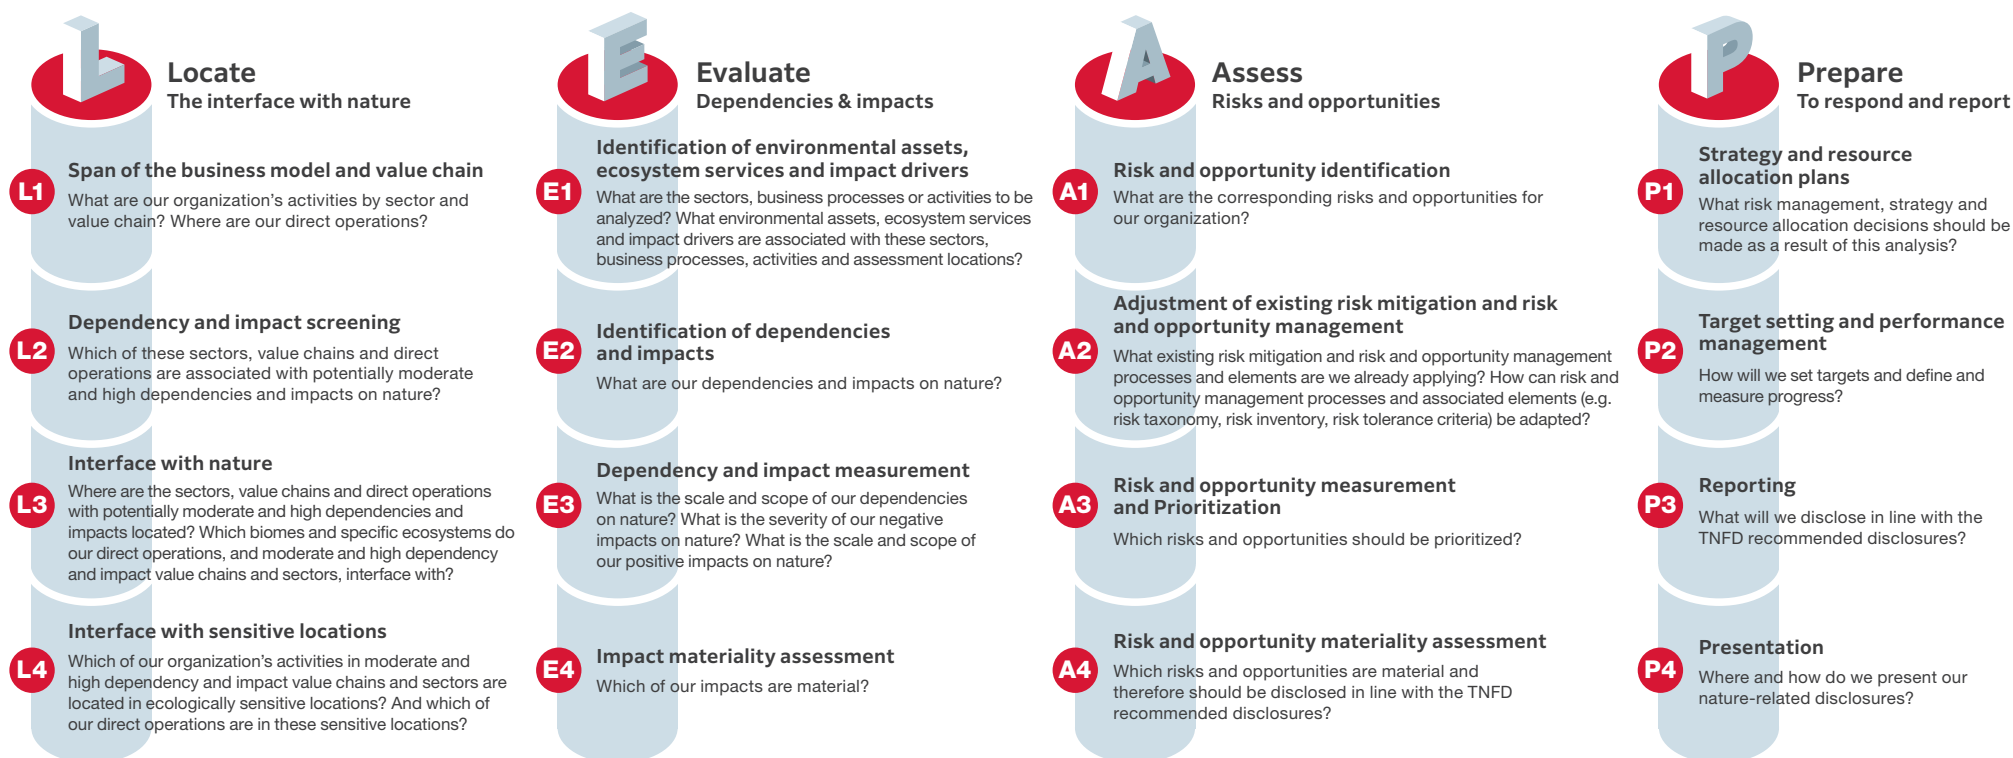 L
Locate
The interface with nature
L1
Span of the business model and value chain
What are our organization's activities by sector and
value chain? Where are our direct operations?
L2
Dependency and impact screening
Which of these sectors, value chains and direct
operations are associated with potentially moderate
and high dependencies and impacts on nature?
L3
Interface with nature
Where are the sectors, value chains and direct operations
with potentially moderate and high dependencies and
impacts located? Which biomes and specific ecosystems do
our direct operations, and moderate and high dependency
and impact value chains and sectors, interface with?
L4
Interface with sensitive locations
Which of our organization's activities in moderate and
high dependency and impact value chains and sectors are
located in ecologically sensitive locations? And which of
our direct operations are in these sensitive locations?
E
Evaluate
Dependencies & impacts
E1
Identification of environmental assets,
ecosystem services and impact drivers
What are the sectors, business processes or activities to be
analyzed? What environmental assets, ecosystem services
and impact drivers are associated with these sectors,
business processes, activities and assessment locations?
E2
Identification of dependencies
and impacts
What are our dependencies and impacts on nature?
E3
Dependency and impact measurement
What is the scale and scope of our dependencies
on nature? What is the severity of our negative
impacts on nature? What is the scale and scope of
our positive impacts on nature?
E4
Impact materiality assessment
Which of our impacts are material?
A
Assess
Risks and opportunities
A1
Risk and opportunity identification
What are the corresponding risks and opportunities for
our organization?
A2
Adjustment of existing risk mitigation and risk
and opportunity management
What existing risk mitigation and risk and opportunity management
processes and elements are we already applying? How can risk and
opportunity management processes and associated elements (e.g.
risk taxonomy, risk inventory, risk tolerance criteria) be adapted?
A3
Risk and opportunity measurement
and Prioritization
Which risks and opportunities should be prioritized?
A4
Risk and opportunity materiality assessment
Which risks and opportunities are material and
therefore should be disclosed in line with the TNFD
recommended disclosures?
P
Prepare
To respond and report
P1
Strategy and resource
allocation plans
What risk management, strategy and
resource allocation decisions should be
made as a result of this analysis?
P2
Target setting and performance
management
How will we set targets and define and
measure progress?
P3
Reporting
What will we disclose in line with the
TNFD recommended disclosures?
P4
Presentation
Where and how do we present our
nature-related disclosures?